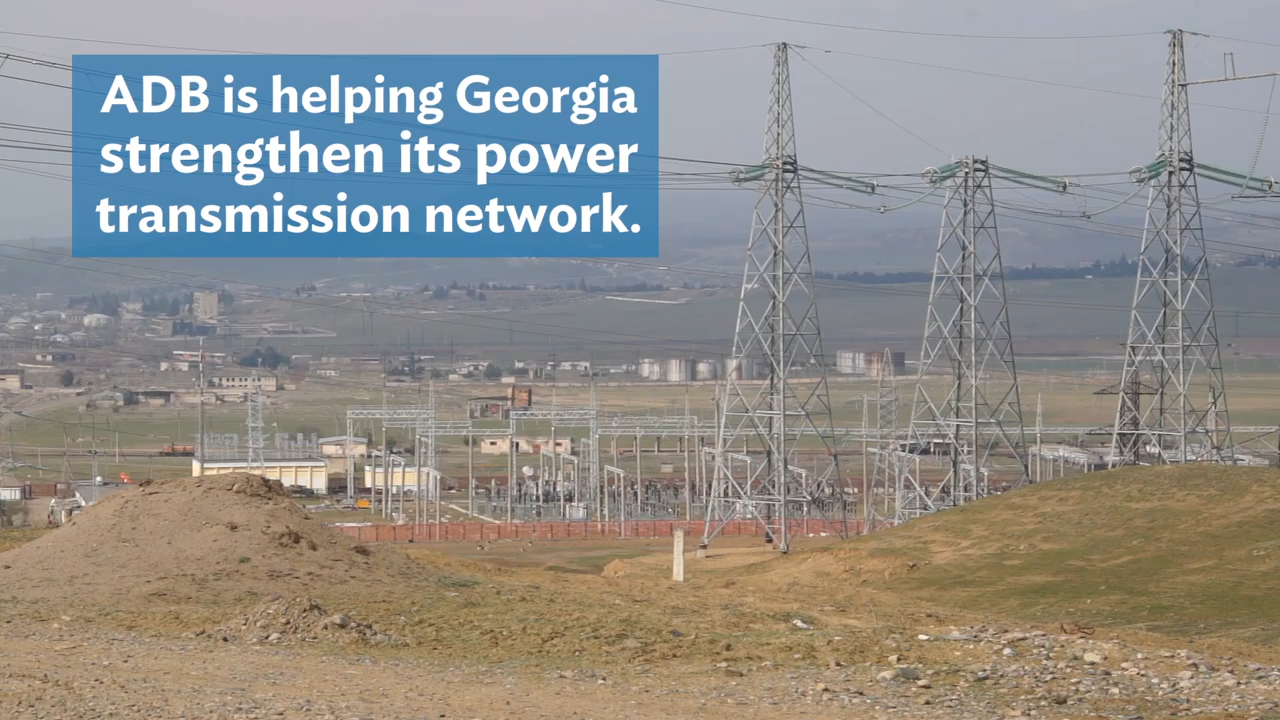 ADB is helping Georgia
strengthen its power
transmission network.